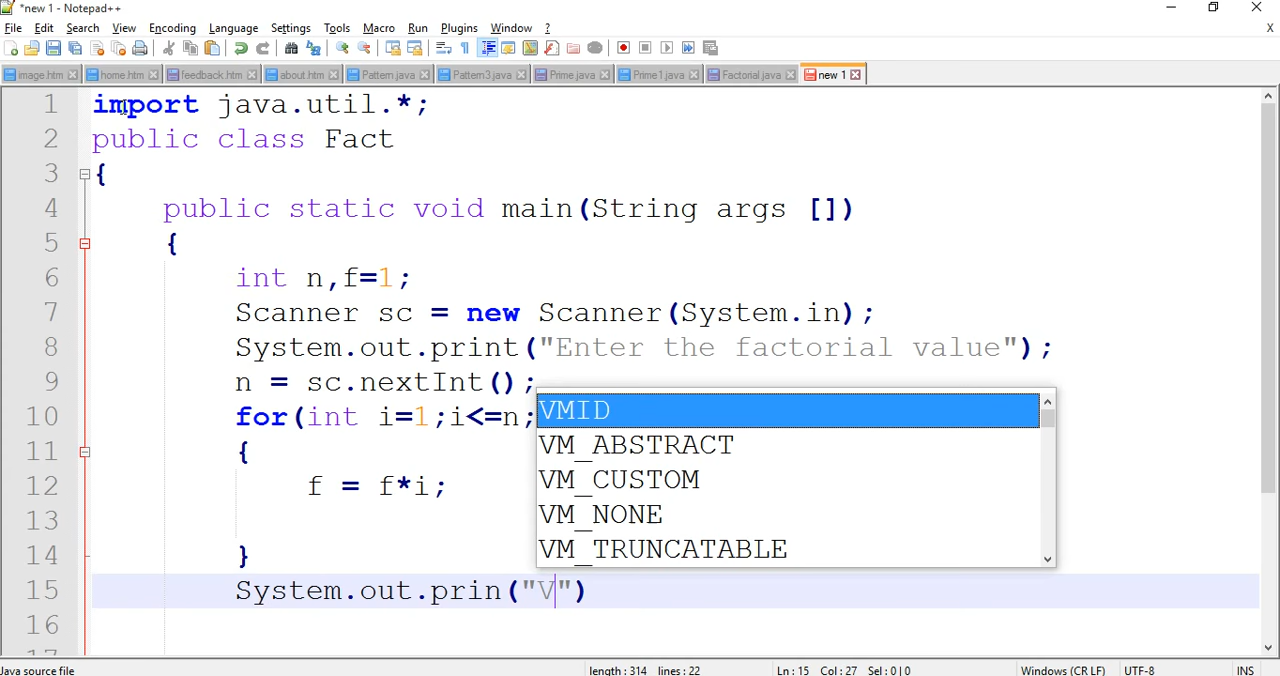 *new 1 - Notepad++
File Edit Search View Encoding Language Settings Tools Macro Run Plugins Window ? X
image.htm home.htm feedback.htm about.htm Pattern.java Pattern3.java Prime.java Prime1.java Factorial.java new 1
1 import java.util.*;
2 public class Fact
3 {
4 public static void main(String args [])
5 {
6 int n,f=1;
7 Scanner sc = new Scanner(System.in);
8 System.out.print("Enter the factorial value");
9 n = sc.nextInt();
10 for(int i=1;i<=n;
VMID
11 {
VM_ABSTRACT
12 f = f*i;
VM_CUSTOM
13
VM_NONE
14 }
VM_TRUNCATABLE
15 System.out.prin("V")
16
Java source file length : 314 lines : 22 Ln : 15 Col : 27 Sel : 0 | 0 Windows (CR LF) UTF-8 INS